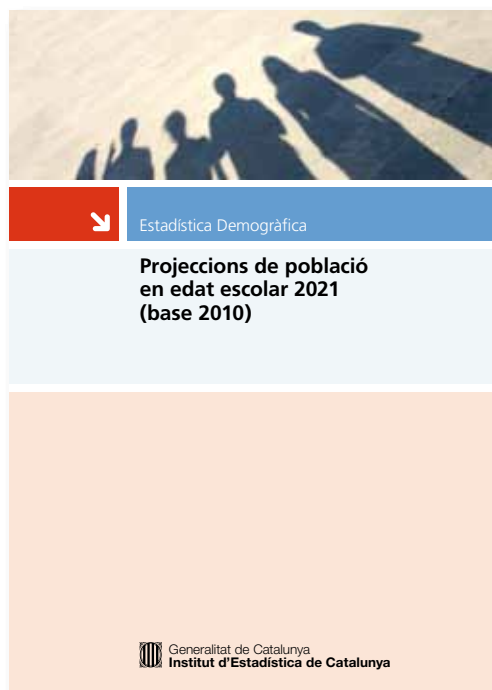 Estadística Demogràfica
Projeccions de població
en edat escolar 2021
(base 2010)
Generalitat de Catalunya
Institut d'Estadística de Catalunya